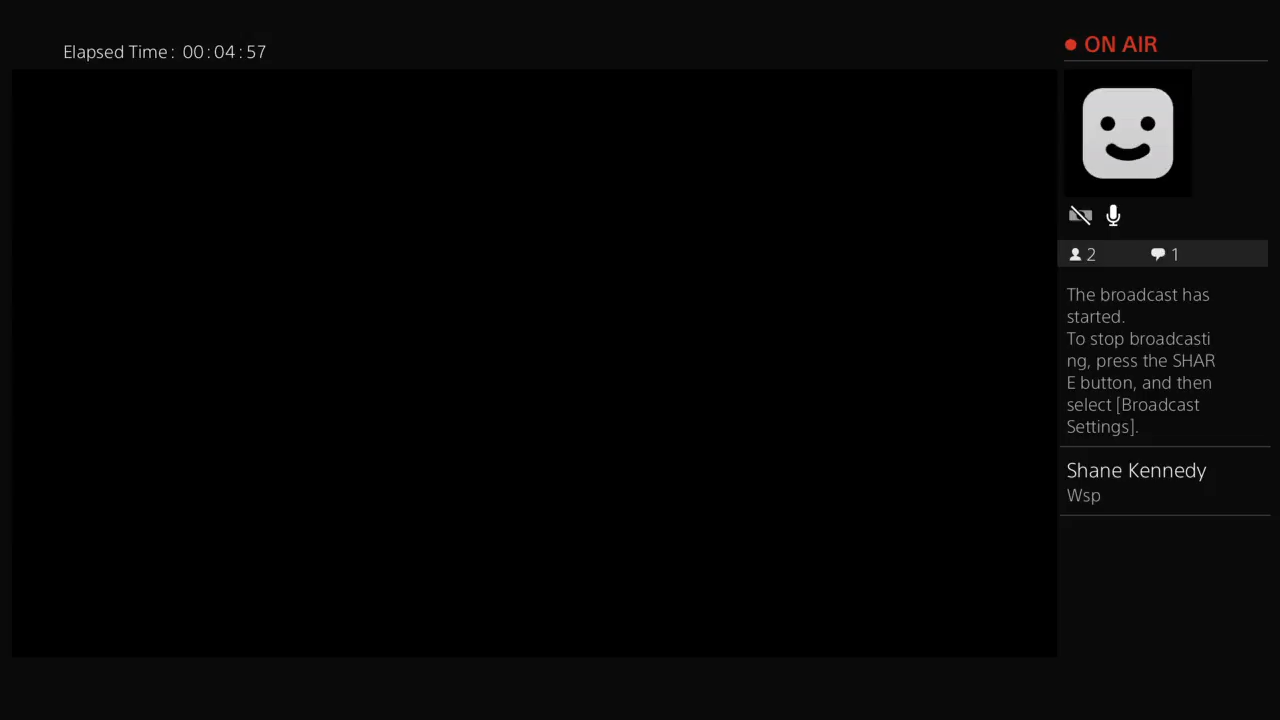 Elapsed Time: 00:04:57
ON AIR
2 1
The broadcast has
started.
To stop broadcasti
ng, press the SHAR
E button, and then
select [Broadcast
Settings].
Shane Kennedy
Wsp